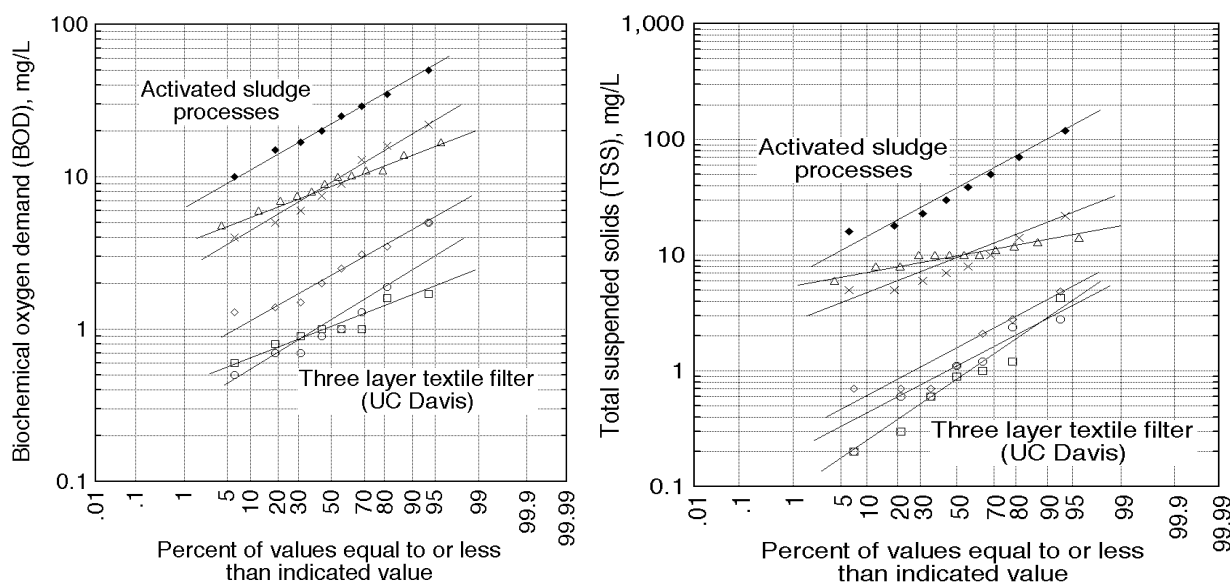 100
10
1
0.1
Biochemical oxygen demand (BOD), mg/L
Activated sludge
processes
Three layer textile filter
(UC Davis)
.01
.1
1
5
10
20
30
50
70
80
90
95
99
99.9
99.99
Percent of values equal to or less
than indicated value
1,000
100
10
1
0.1
Total suspended solids (TSS), mg/L
Activated sludge
processes
Three layer textile filter
(UC Davis)
.01
.1
1
5
10
20
30
50
70
80
90
95
99
99.9
99.99
Percent of values equal to or less
than indicated value